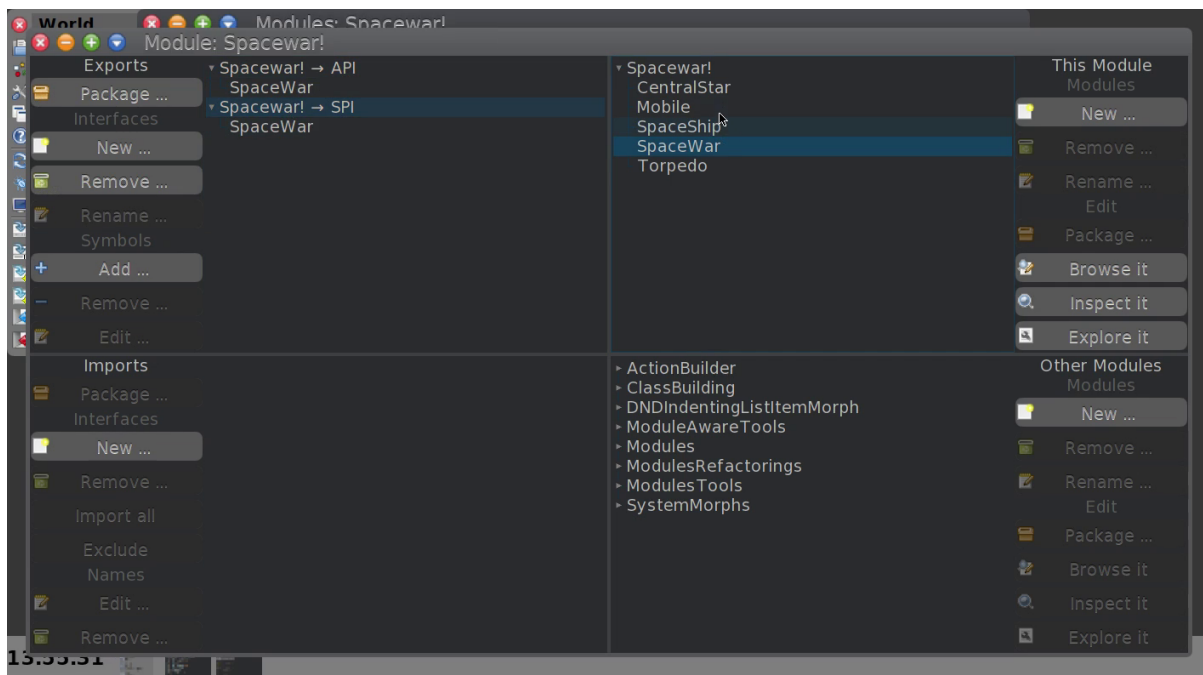 World
Modules: Spacewar!
Module: Spacewar!
Exports
Package ...
Interfaces
New ...
Remove ...
Rename ...
Symbols
Add ...
Remove ...
Edit ...
Spacewar! → API
SpaceWar
Spacewar! → SPI
SpaceWar
Spacewar!
CentralStar
Mobile
SpaceShip
SpaceWar
Torpedo
This Module
Modules
New ...
Remove ...
Rename ...
Edit
Package ...
Browse it
Inspect it
Explore it
Imports
Package ...
Interfaces
New ...
Remove ...
Import all
Exclude
Names
Edit ...
Remove ...
ActionBuilder
ClassBuilding
DNDIndentingListItemMorph
ModuleAwareTools
Modules
ModulesRefactorings
ModulesTools
SystemMorphs
Other Modules
Modules
New ...
Remove ...
Rename ...
Edit
Package ...
Browse it
Inspect it
Explore it